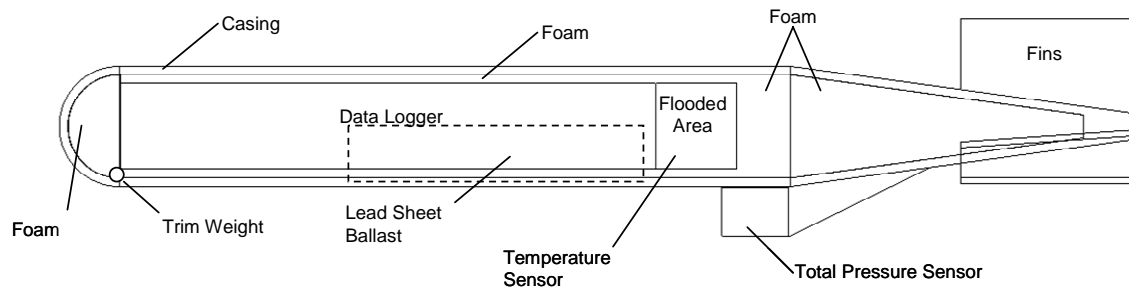 Casing
Foam
Foam
Fins
Data Logger
Flooded
Area
Foam
Trim Weight
Lead Sheet
Ballast
Temperature
Sensor
Total Pressure Sensor